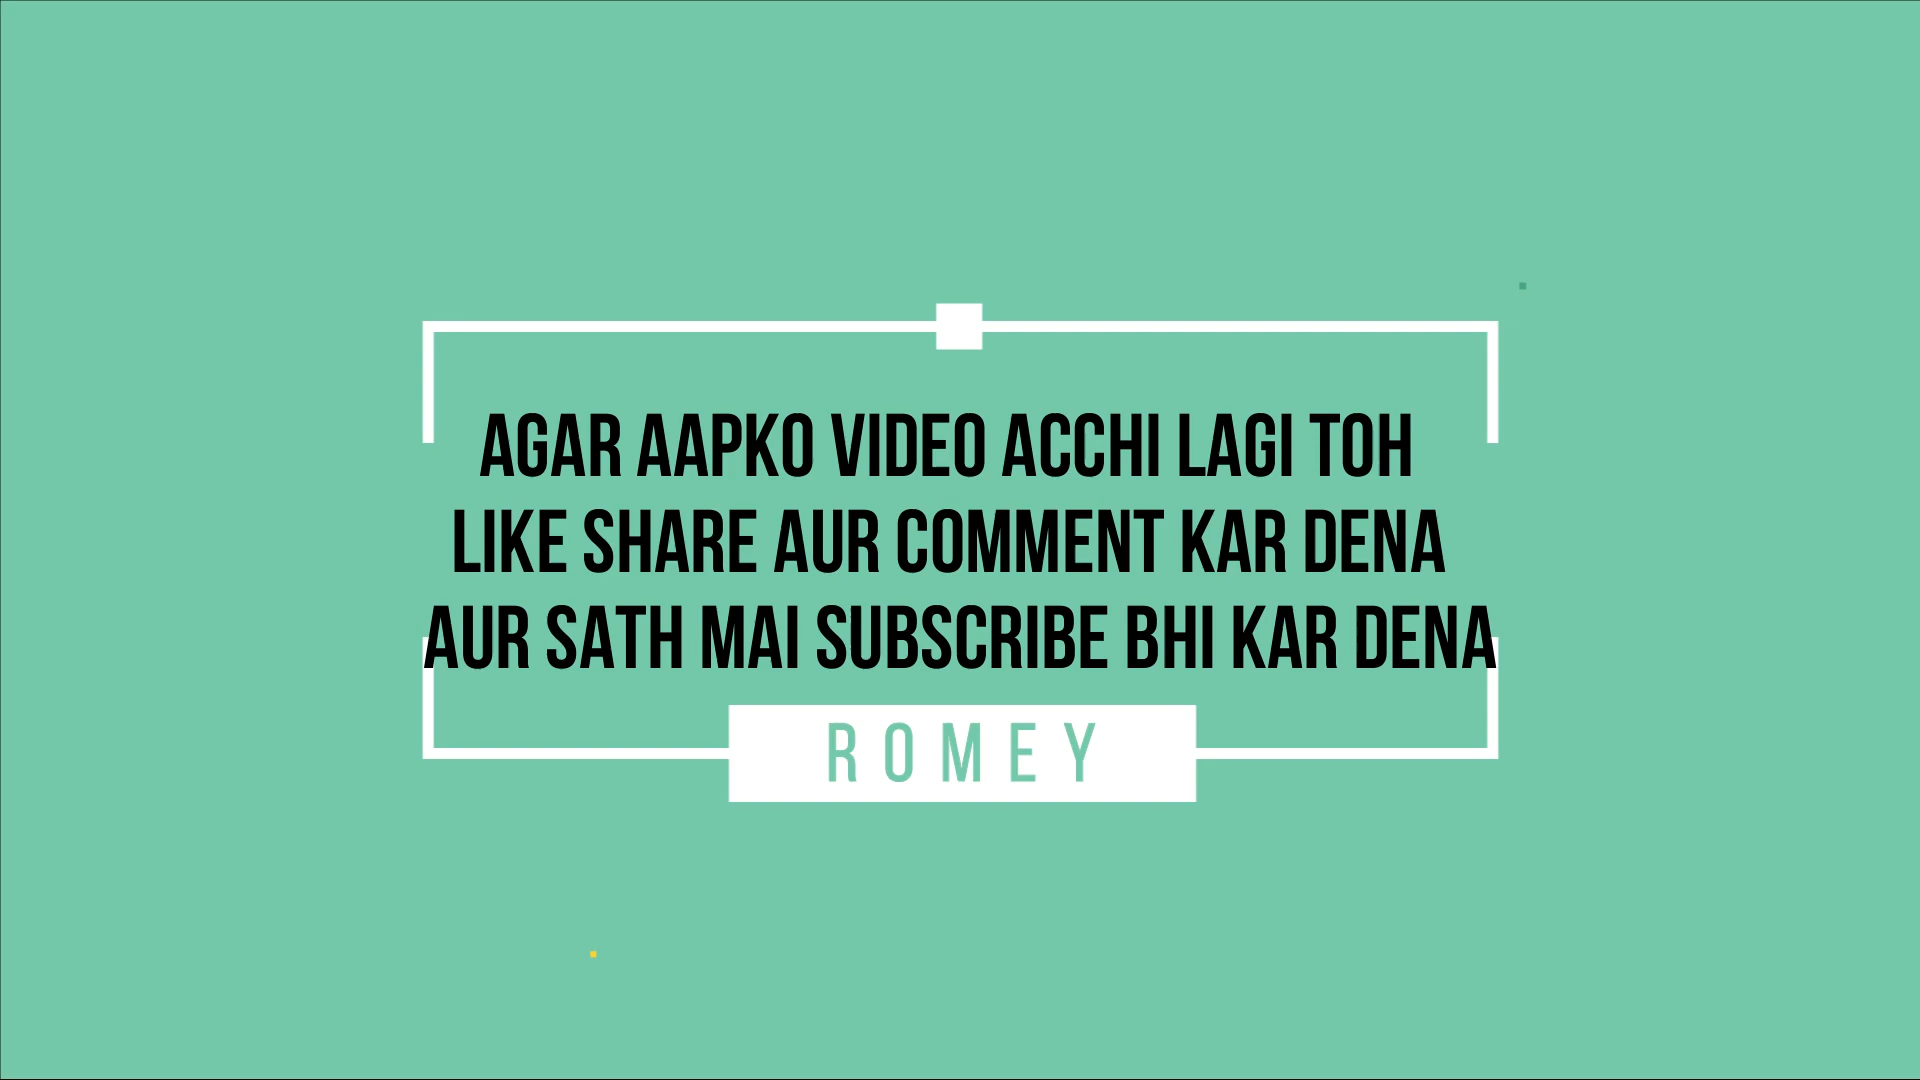 AGAR AAPKO VIDEO ACCHI LAGI TOH
LIKE SHARE AUR COMMENT KAR DENA
AUR SATH MAI SUBSCRIBE BHI KAR DENA
ROMEY